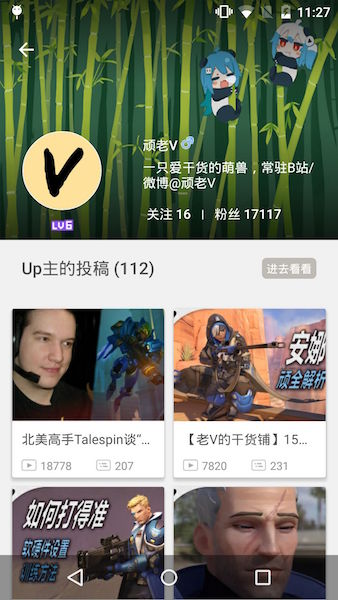 11:27
顽老V
一只爱干货的萌兽，常驻B站/
微博@顽老V
V
LV6
关注 16 | 粉丝 17117
Up主的投稿 (112)
进去看看
安娜
顽全解析
北美高手Talespin谈“...
【老V的干货铺】15...
18778
207
7820
231
如何打得准
软硬件设置
训练方法